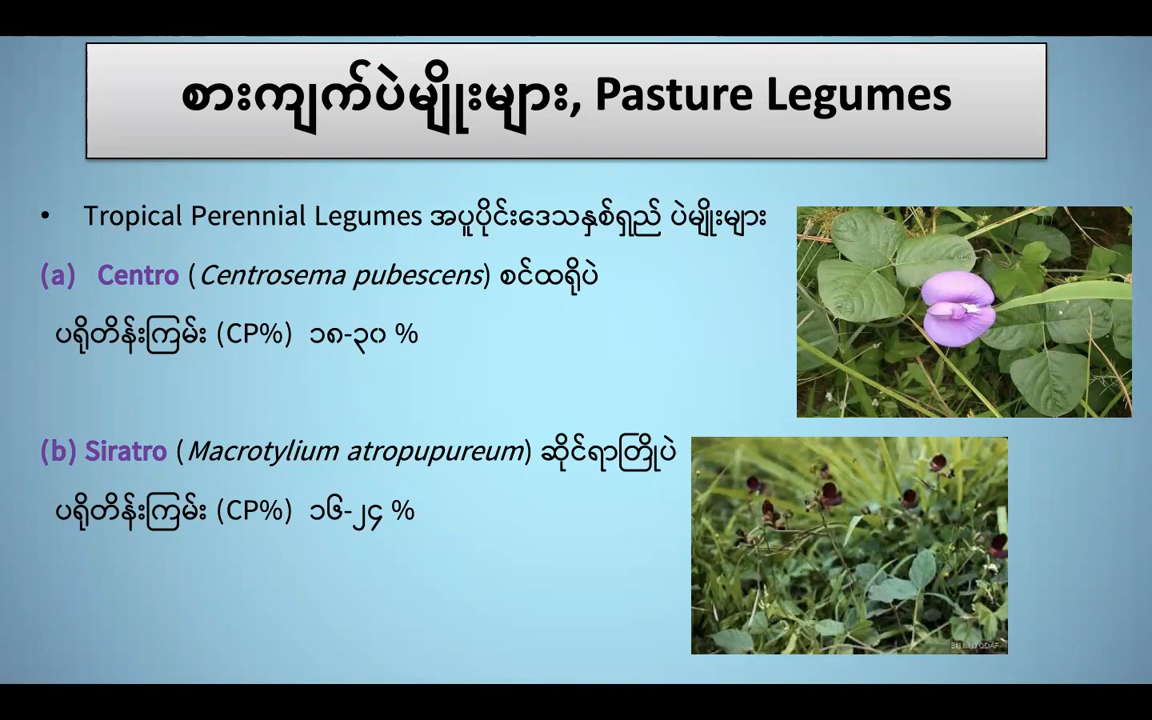 စားကျက်ပဲမျိုးများ, Pasture Legumes
• Tropical Perennial Legumes အပူပိုင်းဒေသနှစ်ရှည် ပဲမျိုးများ
(a) Centro (Centrosema pubescens) စင်ထရိုပဲ
ပရိုတိန်းကြမ်း (CP%) ၁၈-၃၀ %
(b) Siratro (Macrotylium atropupureum) ဆိုင်ရာတြိုပဲ
ပရိုတိန်းကြမ်း (CP%) ၁၆-၂၄ %